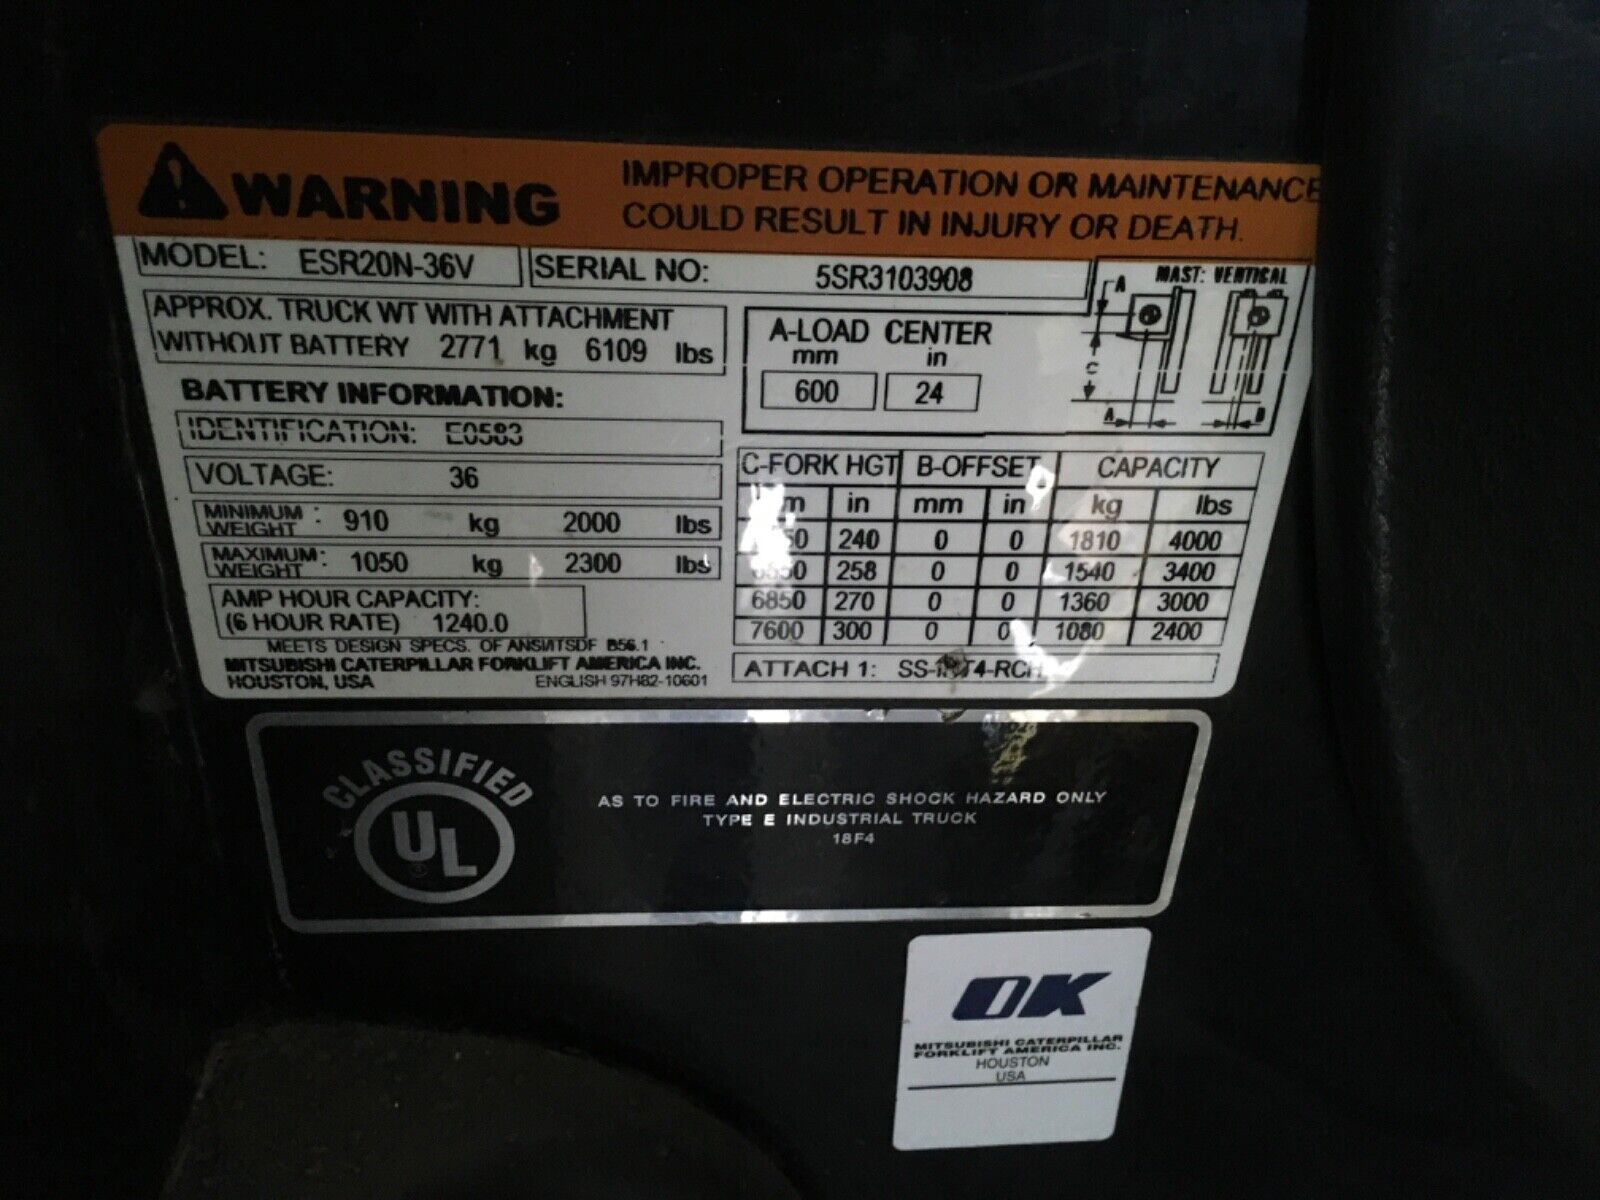 WARNING
IMPROPER OPERATION OR MAINTENANCE
COULD RESULT IN INJURY OR DEATH.
MODEL: ESR20N-36V
SERIAL NO: 5SR3103908
APPROX. TRUCK WT WITH ATTACHMENT
WITHOUT BATTERY 2771 kg 6109 lbs
BATTERY INFORMATION:
IDENTIFICATION: E0583
VOLTAGE: 36
MINIMUM WEIGHT : 910 kg 2000 lbs
MAXIMUM WEIGHT : 1050 kg 2300 lbs
AMP HOUR CAPACITY:
(6 HOUR RATE) 1240.0
MEETS DESIGN SPECS. OF ANSI/ITSDF B56.1
MITSUBISHI CATERPILLAR FORKLIFT AMERICA INC.
HOUSTON, USA ENGLISH 97H82-10601
A-LOAD CENTER
mm in
600 24
MAST: VERTICAL
A
C
A B
C-FORK HGT B-OFFSET CAPACITY
in mm in kg lbs
240 0 0 1810 4000
258 0 0 1540 3400
6850 270 0 0 1360 3000
7600 300 0 0 1080 2400
ATTACH 1:
CLASSIFIED
UL
AS TO FIRE AND ELECTRIC SHOCK HAZARD ONLY
TYPE E INDUSTRIAL TRUCK
18F4
OK
MITSUBISHI CATERPILLAR
FORKLIFT AMERICA INC.
HOUSTON
USA